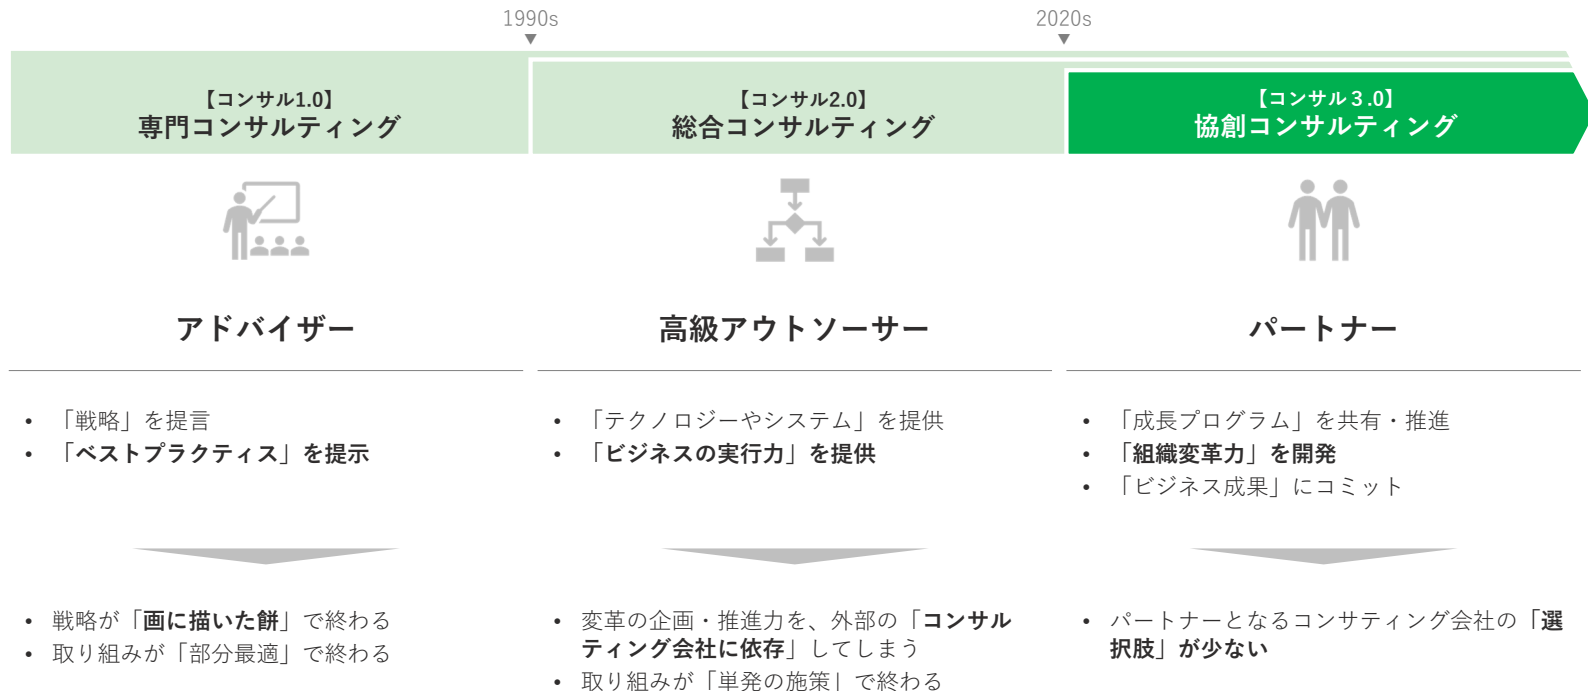 1990s
2020s
【コンサル1.0】
専門コンサルティング
【コンサル2.0】
総合コンサルティング
【コンサル３.0】
協創コンサルティング
アドバイザー
高級アウトソーサー
パートナー
• 「戦略」を提言
• 「ベストプラクティス」を提示
• 「テクノロジーやシステム」を提供
• 「ビジネスの実行力」を提供
• 「成長プログラム」を共有・推進
• 「組織変革力」を開発
• 「ビジネス成果」にコミット
• 戦略が「画に描いた餅」で終わる
• 取り組みが「部分最適」で終わる
• 変革の企画・推進力を、外部の「コンサル
ティング会社に依存」してしまう
• 取り組みが「単発の施策」で終わる
• パートナーとなるコンサティング会社の「選
択肢」が少ない